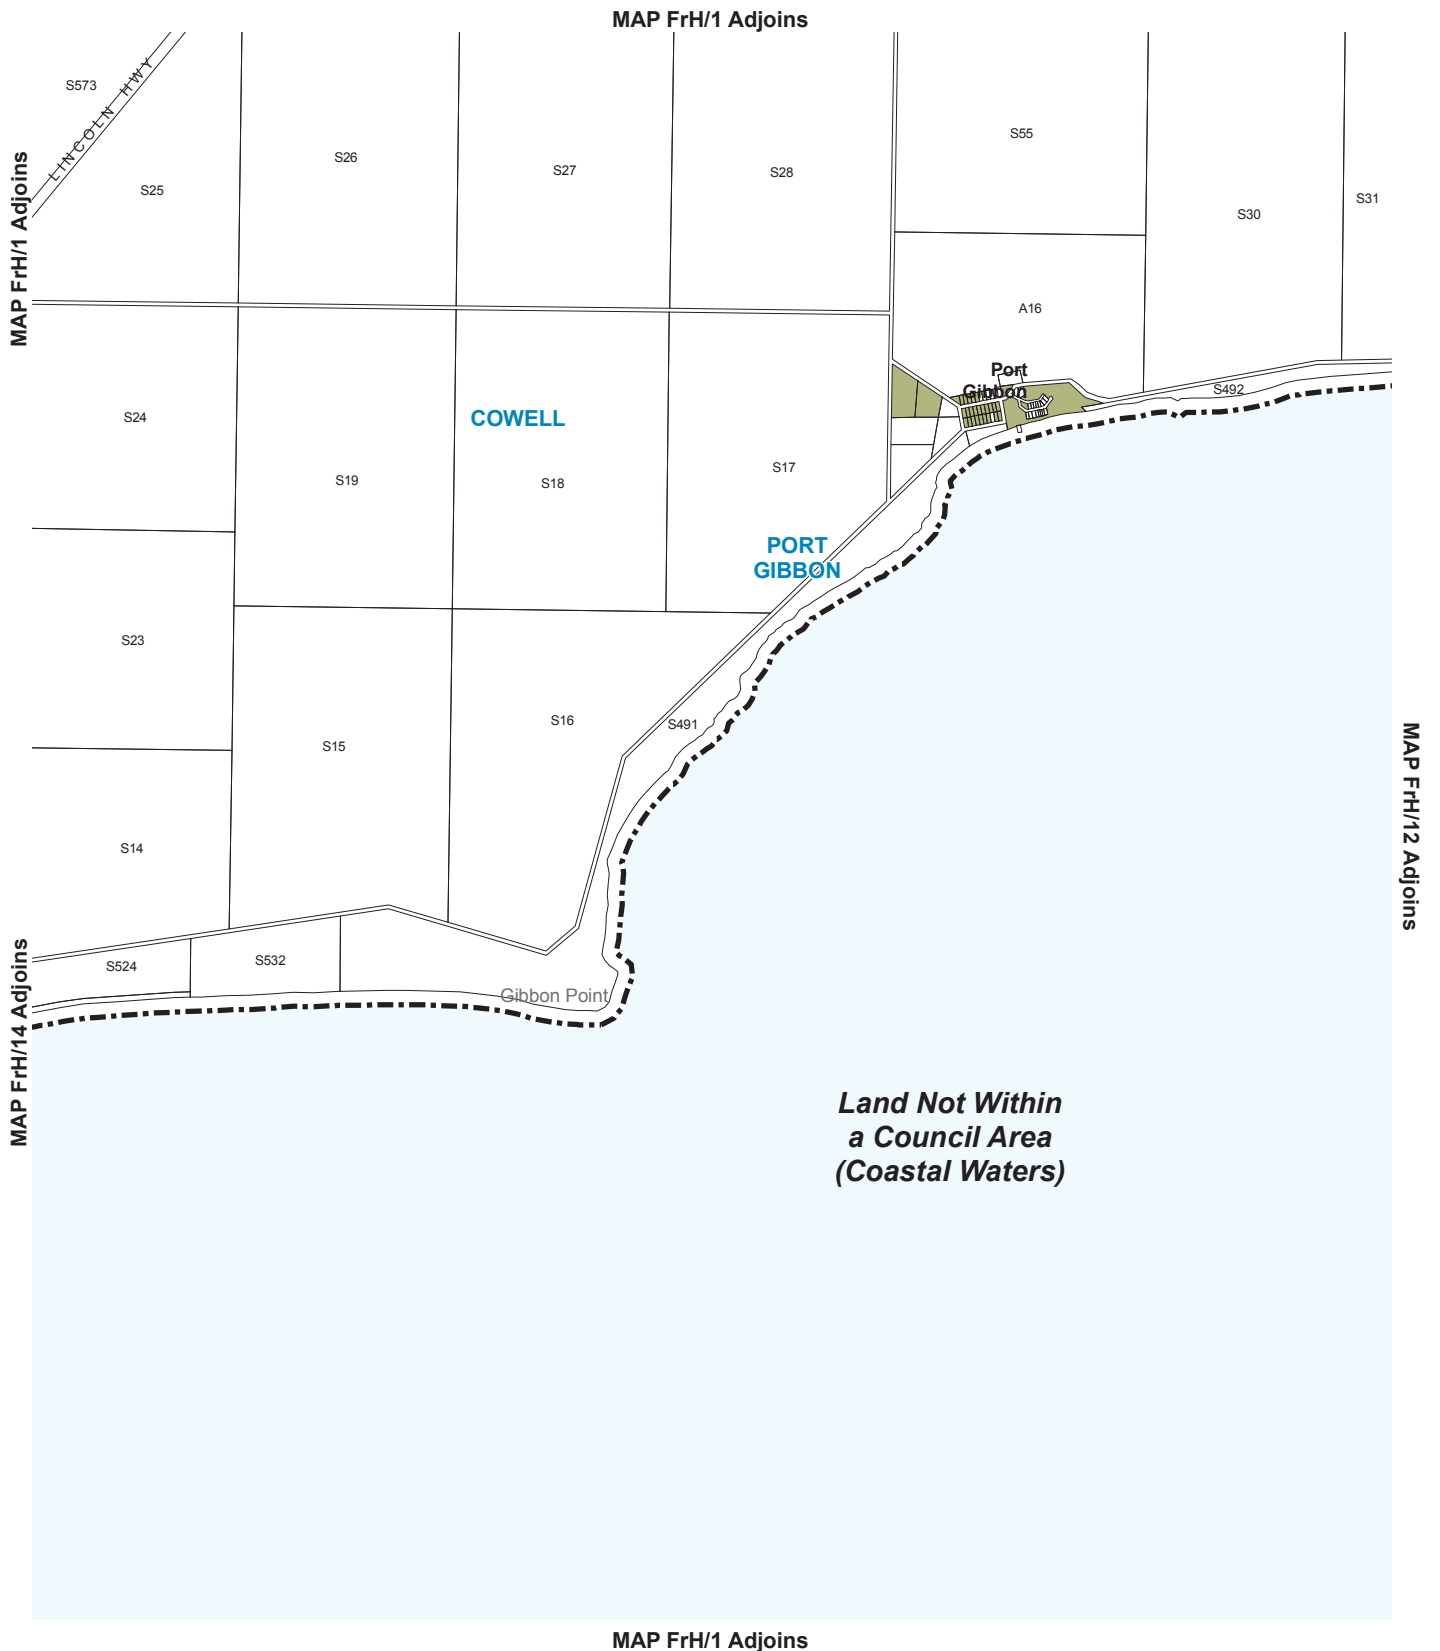 MAP FrH/1 Adjoins
S573
LINCOLN HWY
S25
S26
S27
S28
S55
S30
S31
MAP FrH/1 Adjoins
A16
Port
Gibbon
S492
S24
COWELL
S19
S18
S17
PORT
GIBBON
S23
S15
S16
S491
MAP FrH/12 Adjoins
S14
S524
S532
Gibbon Point
MAP FrH/14 Adjoins
Land Not Within
a Council Area
(Coastal Waters)
MAP FrH/1 Adjoins